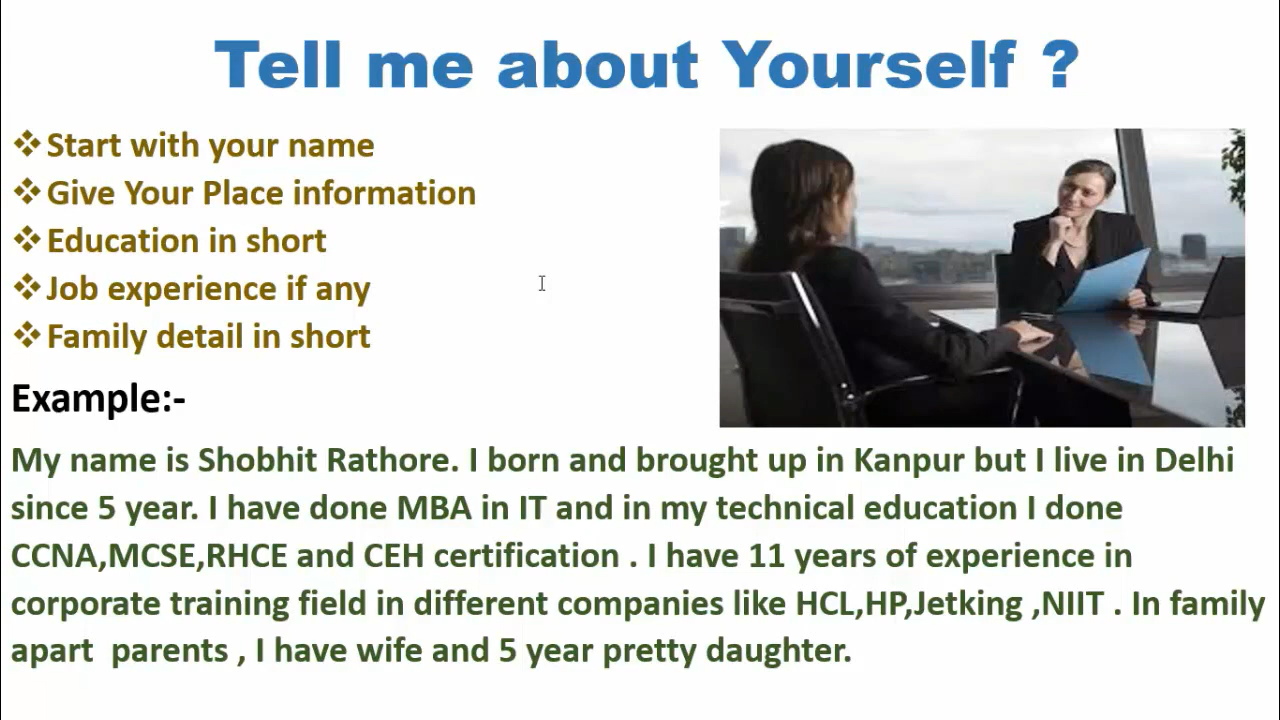 Tell me about Yourself ?
❖Start with your name
❖Give Your Place information
❖Education in short
❖Job experience if any
❖Family detail in short
Example:-
My name is Shobhit Rathore. I born and brought up in Kanpur but I live in Delhi
since 5 year. I have done MBA in IT and in my technical education I done
CCNA,MCSE,RHCE and CEH certification . I have 11 years of experience in
corporate training field in different companies like HCL,HP,Jetking ,NIIT . In family
apart  parents , I have wife and 5 year pretty daughter.